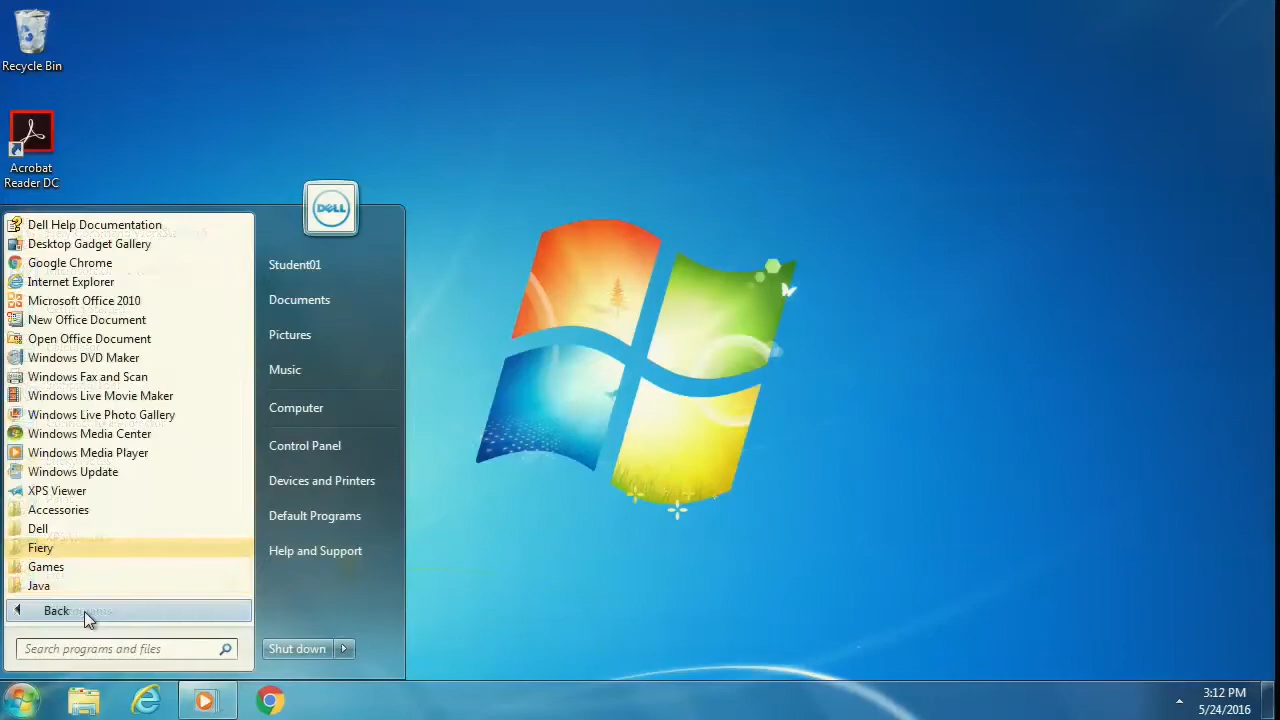 Recycle Bin
Acrobat
Reader DC
DELL
Dell Help Documentation
Desktop Gadget Gallery
Google Chrome
Internet Explorer
Microsoft Office 2010
New Office Document
Open Office Document
Windows DVD Maker
Windows Fax and Scan
Windows Live Movie Maker
Windows Live Photo Gallery
Windows Media Center
Windows Media Player
Windows Update
XPS Viewer
Accessories
Dell
Fiery
Games
Java
Back
Search programs and files
Student01
Documents
Pictures
Music
Computer
Control Panel
Devices and Printers
Default Programs
Help and Support
Shut down
3:12 PM
5/24/2016